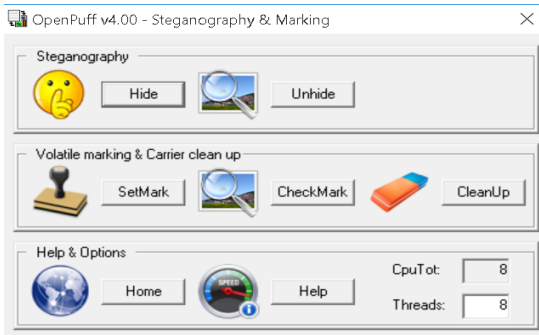 OpenPuff v4.00 - Steganography & Marking
Steganography
Hide Unhide
Volatile marking & Carrier clean up
SetMark CheckMark CleanUp
Help & Options
CpuTot: 8
Home SPEED Help
Threads: 8